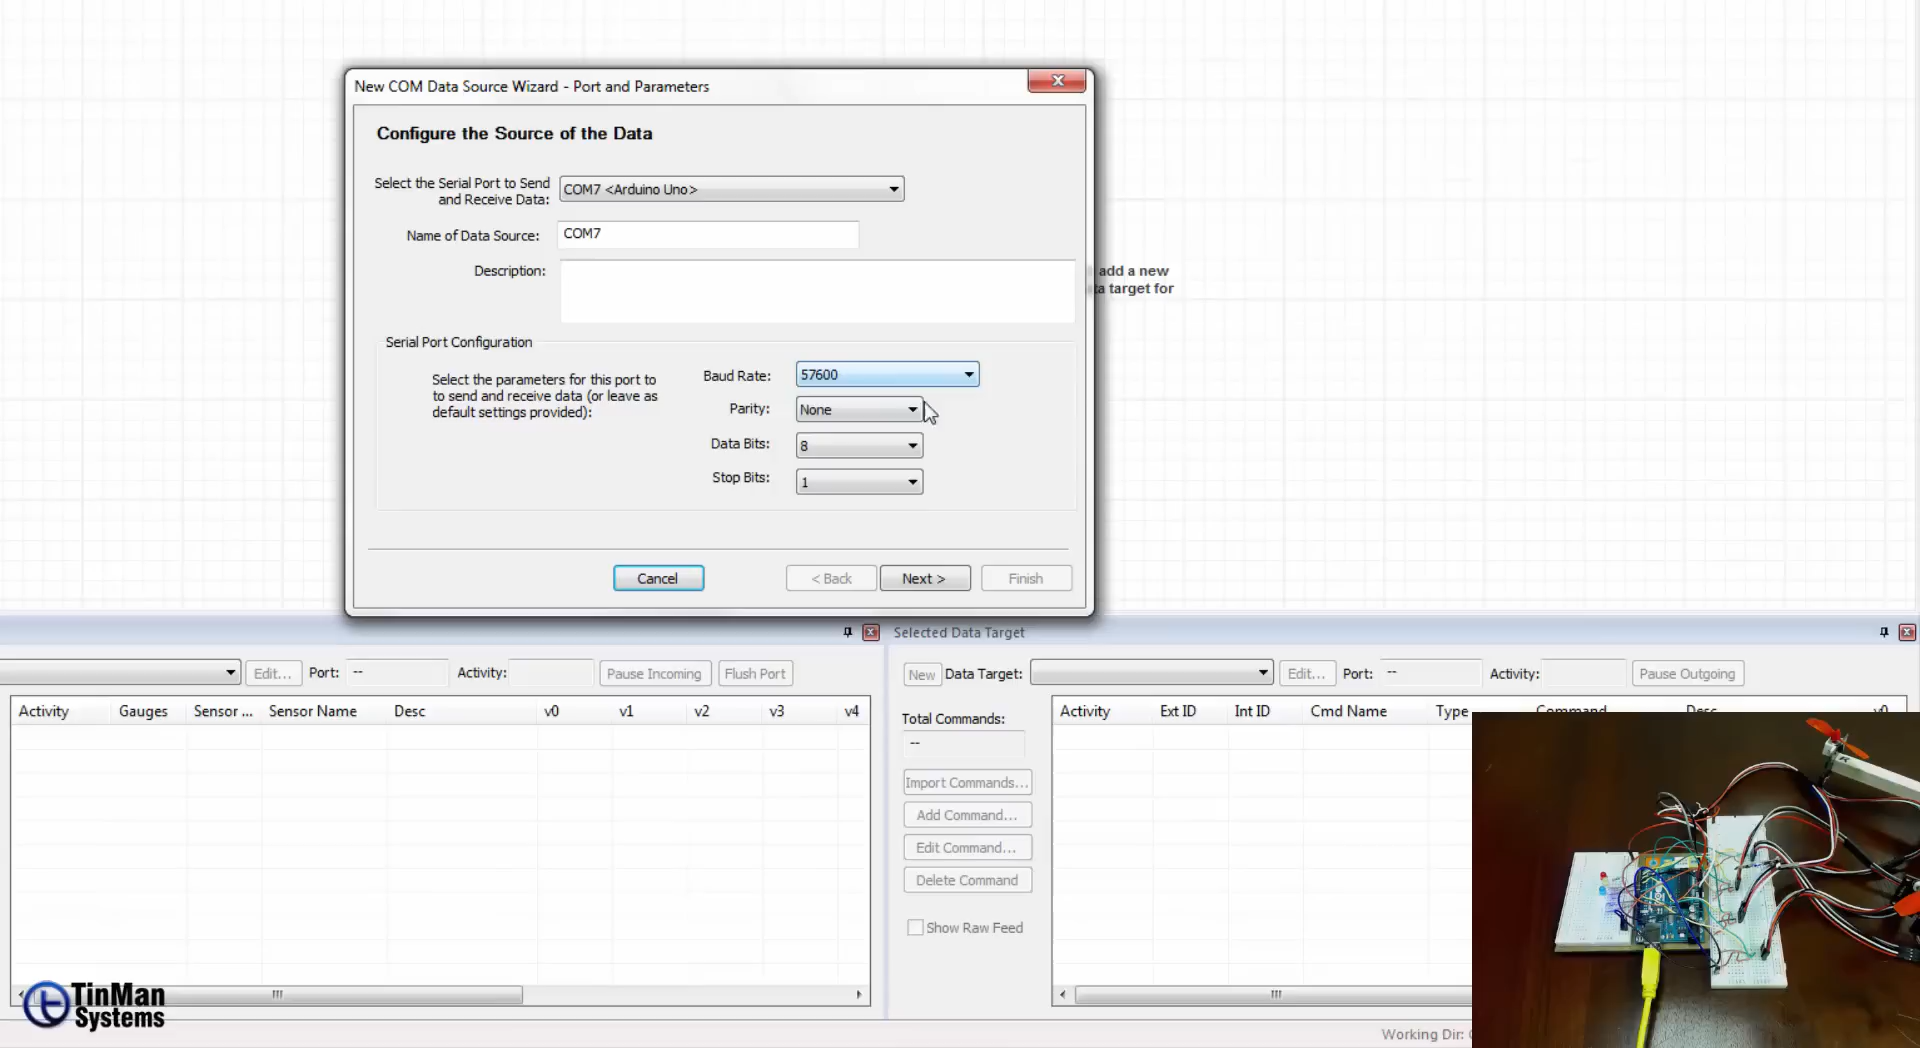 New COM Data Source Wizard - Port and Parameters
Configure the Source of the Data
Select the Serial Port to Send
and Receive Data:
COM7 <Arduino Uno>
Name of Data Source:
COM7
Description:
add a new
ta target for
Serial Port Configuration
Select the parameters for this port to
to send and receive data (or leave as
default settings provided):
Baud Rate:
57600
Parity:
None
Data Bits:
8
Stop Bits:
1
Cancel
< Back
Next >
Finish
Selected Data Target
Edit...
Port:
--
Activity:
Pause Incoming
Flush Port
New
Data Target:
Edit...
Port:
--
Activity:
Pause Outgoing
Activity
Gauges
Sensor ...
Sensor Name
Desc
v0
v1
v2
v3
v4
Total Commands:
--
Import Commands...
Add Command...
Edit Command...
Delete Command
Show Raw Feed
Activity
Ext ID
Int ID
Cmd Name
Type
Command
Desc
v0
TinMan
Systems
Working Dir: